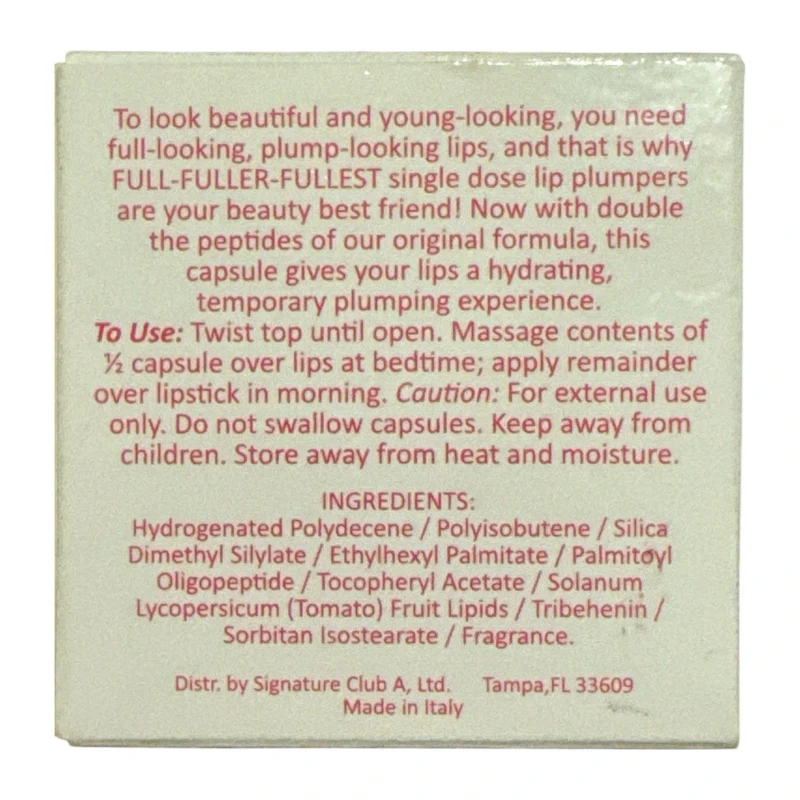 To look beautiful and young-looking, you need
full-looking, plump-looking lips, and that is why
FULL-FULLER-FULLEST single dose lip plumpers
are your beauty best friend! Now with double
the peptides of our original formula, this
capsule gives your lips a hydrating,
temporary plumping experience.
To Use: Twist top until open. Massage contents of
½ capsule over lips at bedtime; apply remainder
over lipstick in morning. Caution: For external use
only. Do not swallow capsules. Keep away from
children. Store away from heat and moisture.
INGREDIENTS:
Hydrogenated Polydecene / Polyisobutene / Silica
Dimethyl Silylate / Ethylhexyl Palmitate / Palmitoyl
Oligopeptide / Tocopheryl Acetate / Solanum
Lycopersicum (Tomato) Fruit Lipids / Tribehenin /
Sorbitan Isostearate / Fragrance.
Distr. by Signature Club A, Ltd. Tampa,FL 33609
Made in Italy